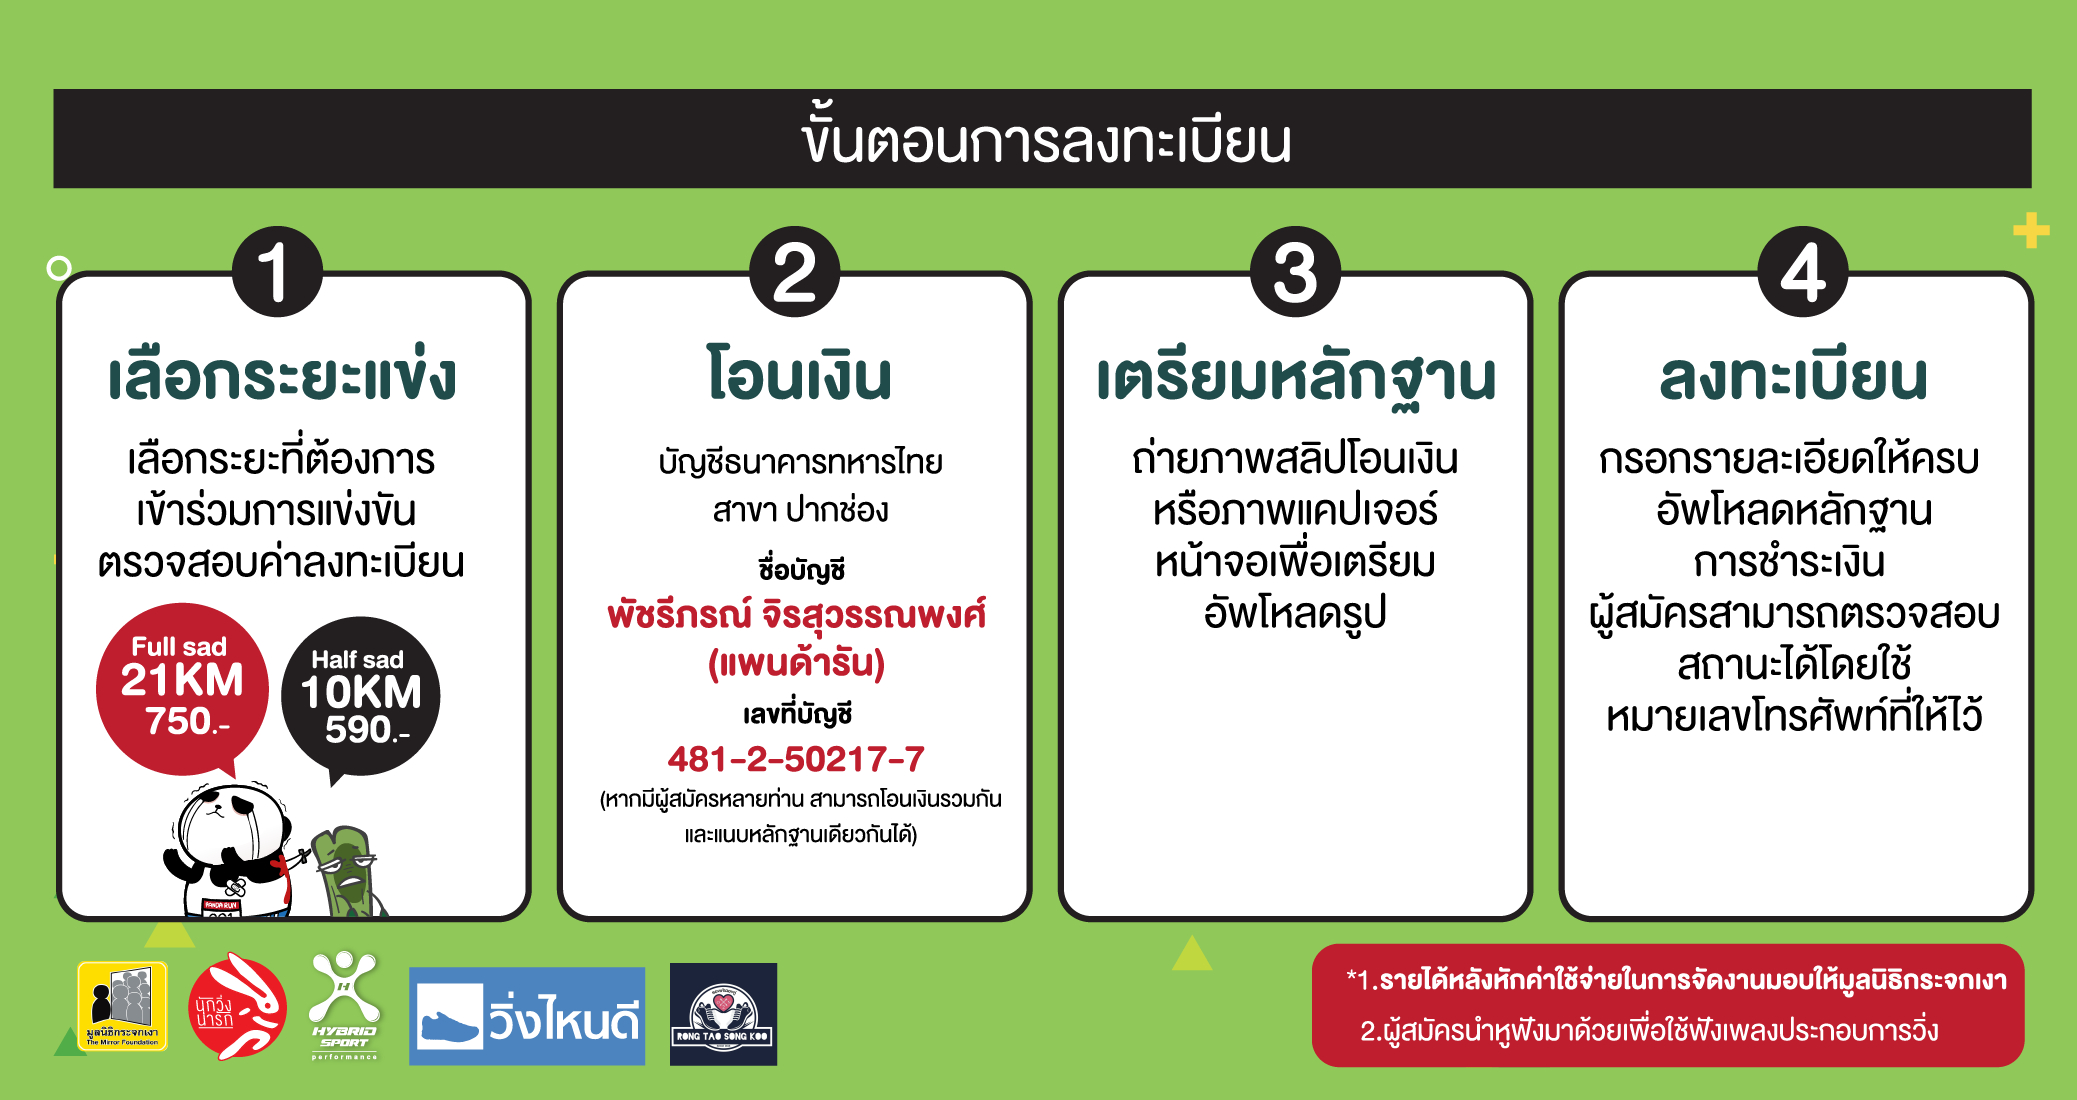 ขั้นตอนการลงทะเบียน
1
เลือกระยะแข่ง
เลือกระยะที่ต้องการ
เข้าร่วมการแข่งขัน
ตรวจสอบค่าลงทะเบียน
Full sad
21KM
750.-
Half sad
10KM
590.-
PANDA RUN
2
โอนเงิน
บัญชีธนาคารทหารไทย
สาขา ปากช่อง
ชื่อบัญชี
พัชรีภรณ์ จิรสุวรรณพงศ์
(แพนด้ารัน)
เลขที่บัญชี
481-2-50217-7
(หากมีผู้สมัครหลายท่าน สามารถโอนเงินรวมกัน
และแนบหลักฐานเดียวกันได้)
3
เตรียมหลักฐาน
ถ่ายภาพสลิปโอนเงิน
หรือภาพแคปเจอร์
หน้าจอเพื่อเตรียม
อัพโหลดรูป
4
ลงทะเบียน
กรอกรายละเอียดให้ครบ
อัพโหลดหลักฐาน
การชำระเงิน
ผู้สมัครสามารถตรวจสอบ
สถานะได้โดยใช้
หมายเลขโทรศัพท์ที่ให้ไว้
มูลนิธิกระจกเงา
The Mirror Foundation
นักวิ่ง
น่ารัก
H
HYBRID
SPORT
performance
วิ่งไหนดี
RONG TAO SONG KOO
*1.รายได้หลังหักค่าใช้จ่ายในการจัดงานมอบให้มูลนิธิกระจกเงา
2.ผู้สมัครนำหูฟังมาด้วยเพื่อใช้ฟังเพลงประกอบการวิ่ง